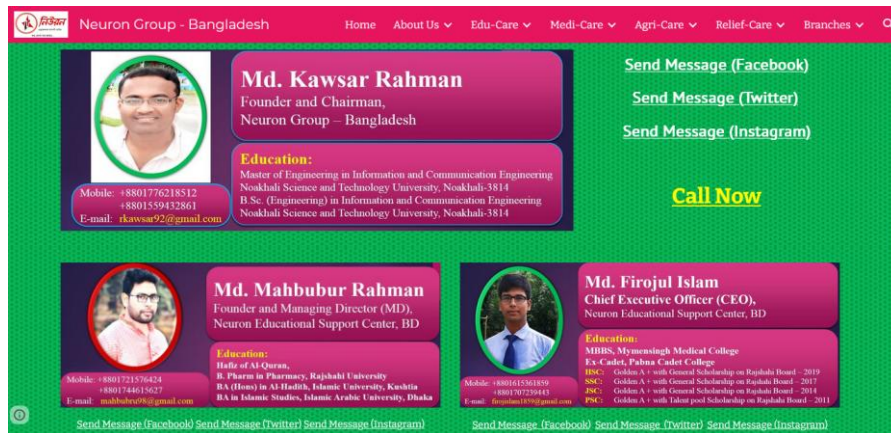 নিউরন
Neuron Group - Bangladesh
Home About Us Edu-Care Medi-Care Agri-Care Relief-Care Branches
Md. Kawsar Rahman
Founder and Chairman,
Neuron Group – Bangladesh
Education:
Master of Engineering in Information and Communication Engineering
Noakhali Science and Technology University, Noakhali-3814
B.Sc. (Engineering) in Information and Communication Engineering
Noakhali Science and Technology University, Noakhali-3814
Mobile: +8801776218512
+8801559432861
E-mail: rkawsar92@gmail.com
Send Message (Facebook)
Send Message (Twitter)
Send Message (Instagram)
Call Now
Md. Mahbubur Rahman
Founder and Managing Director (MD),
Neuron Educational Support Center, BD
Education:
Hafiz of Al-Quran,
B. Pharm in Pharmacy, Rajshahi University
BA (Hons) in Al-Hadith, Islamic University, Kushtia
BA in Islamic Studies, Islamic Arabic University, Dhaka
Mobile: +8801721576424
+8801744615627
E-mail: mahbubru98@gmail.com
Send Message (Facebook) Send Message (Twitter) Send Message (Instagram)
Md. Firojul Islam
Chief Executive Officer (CEO),
Neuron Educational Support Center, BD
Education:
MBBS, Mymensingh Medical College
Ex-Cadet, Pabna Cadet College
HSC: Golden A + with General Scholarship on Rajshahi Board – 2019
SSC: Golden A + with General Scholarship on Rajshahi Board – 2017
JSC: Golden A + with General Scholarship on Rajshahi Board – 2014
PSC: Golden A + with Talent pool Scholarship on Rajshahi Board – 2011
Mobile: +8801615361859
+8801707239443
E-mail: firojislam1859@gmail.com
Send Message (Facebook) Send Message (Twitter) Send Message (Instagram)